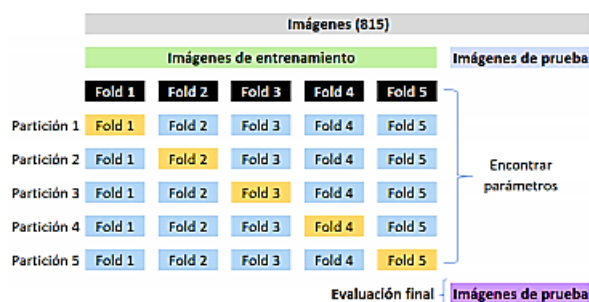 Imágenes (815)
Imágenes de entrenamiento Imágenes de prueba
Fold 1 Fold 2 Fold 3 Fold 4 Fold 5
Partición 1 Fold 1 Fold 2 Fold 3 Fold 4 Fold 5
Partición 2 Fold 1 Fold 2 Fold 3 Fold 4 Fold 5
Partición 3 Fold 1 Fold 2 Fold 3 Fold 4 Fold 5
Partición 4 Fold 1 Fold 2 Fold 3 Fold 4 Fold 5
Partición 5 Fold 1 Fold 2 Fold 3 Fold 4 Fold 5
Encontrar
parámetros
Evaluación final Imágenes de prueba